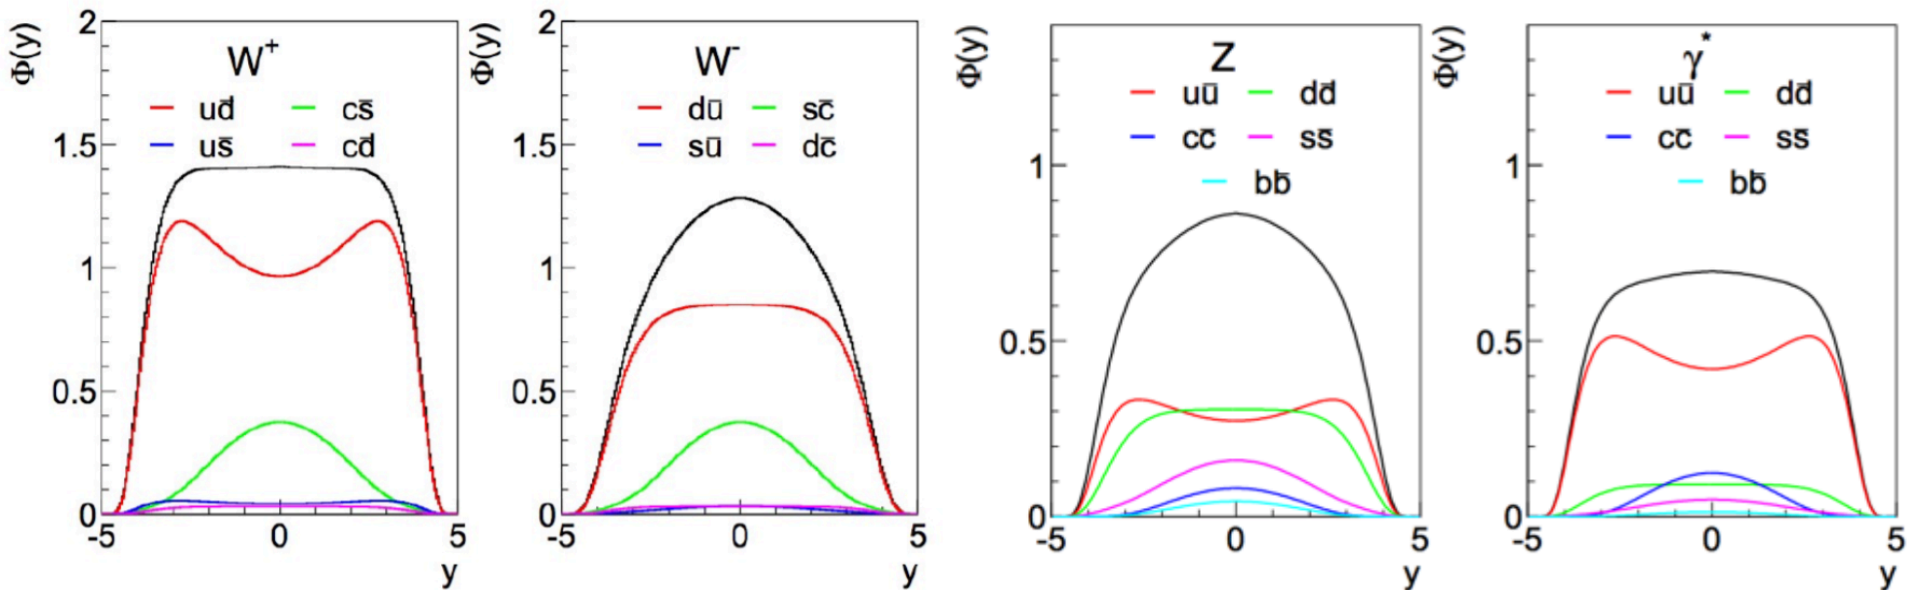 Φ(y)
2
1.5
1
0.5
0
-5
0
5
y
W⁺
ud̄
cs̄
us̄
cd̄
Φ(y)
2
1.5
1
0.5
0
-5
0
5
y
W⁻
dū
sc̄
sū
dc̄
Φ(y)
1
0.5
0
-5
0
5
y
Z
uū
dd̄
cc̄
ss̄
bb̄
Φ(y)
1
0.5
0
-5
0
5
y
γ*
uū
dd̄
cc̄
ss̄
bb̄